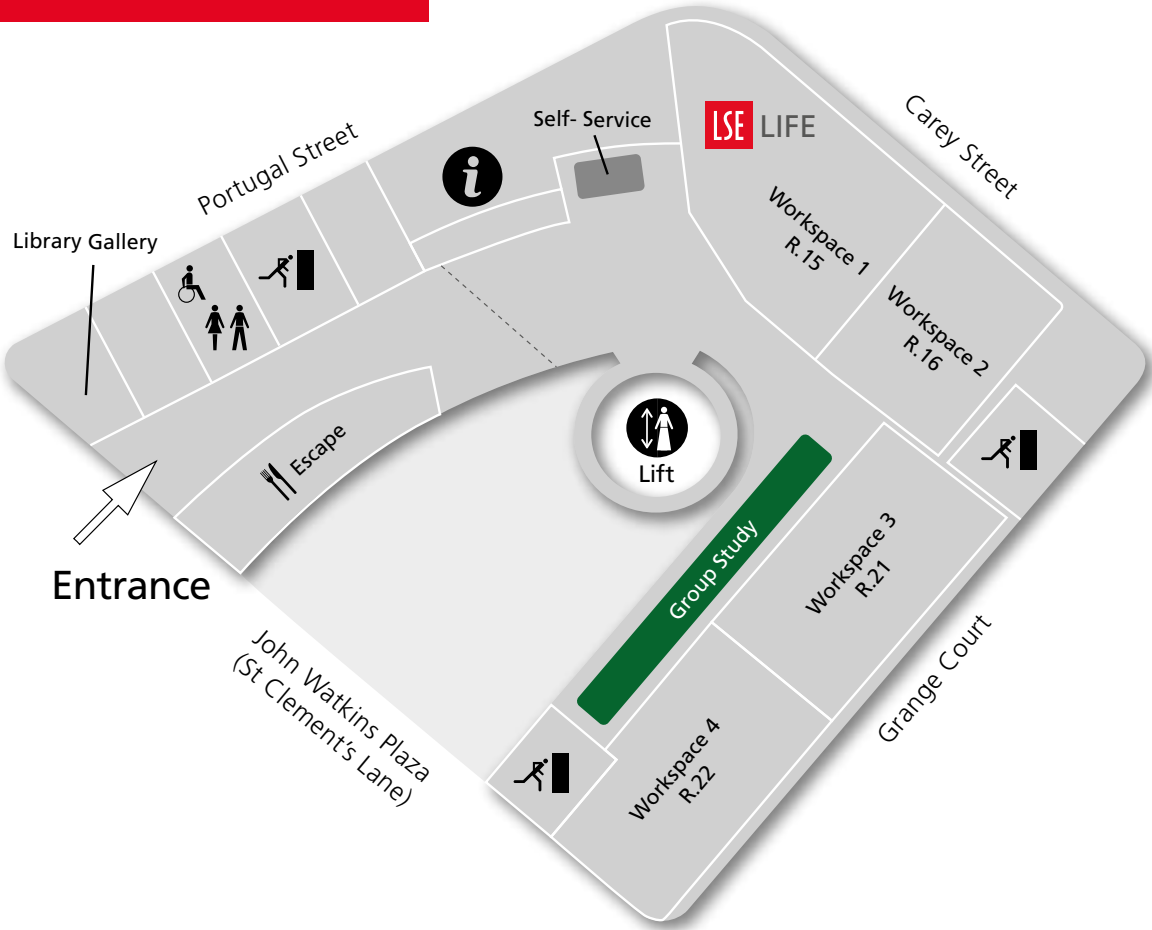 Portugal Street
Carey Street
Self- Service
LSE LIFE
Library Gallery
Workspace 1
R.15
Workspace 2
R.16
Escape
Lift
Entrance
Group Study
Workspace 3
R.21
Workspace 4
R.22
John Watkins Plaza
(St Clement's Lane)
Grange Court